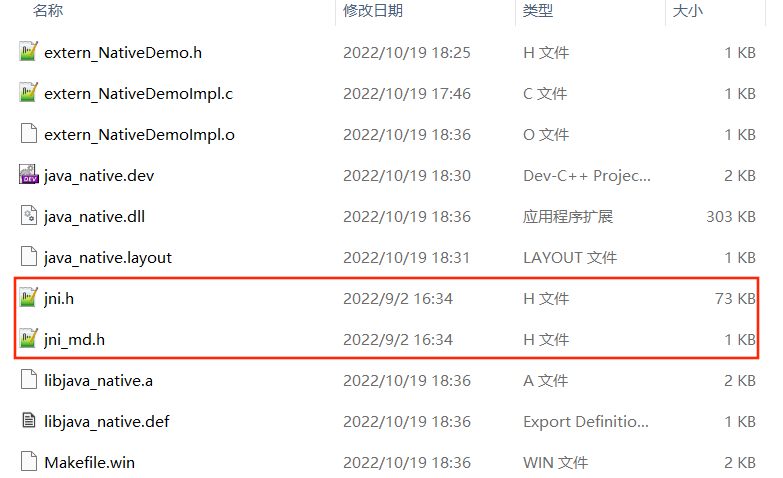 名称 修改日期 类型 大小
extern_NativeDemo.h 2022/10/19 18:25 H 文件 1 KB
extern_NativeDemoImpl.c 2022/10/19 17:46 C 文件 1 KB
extern_NativeDemoImpl.o 2022/10/19 18:36 O 文件 1 KB
java_native.dev 2022/10/19 18:30 Dev-C++ Projec... 2 KB
java_native.dll 2022/10/19 18:36 应用程序扩展 303 KB
java_native.layout 2022/10/19 18:31 LAYOUT 文件 1 KB
jni.h 2022/9/2 16:34 H 文件 73 KB
jni_md.h 2022/9/2 16:34 H 文件 1 KB
libjava_native.a 2022/10/19 18:36 A 文件 2 KB
libjava_native.def 2022/10/19 18:36 Export Definitio... 1 KB
Makefile.win 2022/10/19 18:36 WIN 文件 2 KB